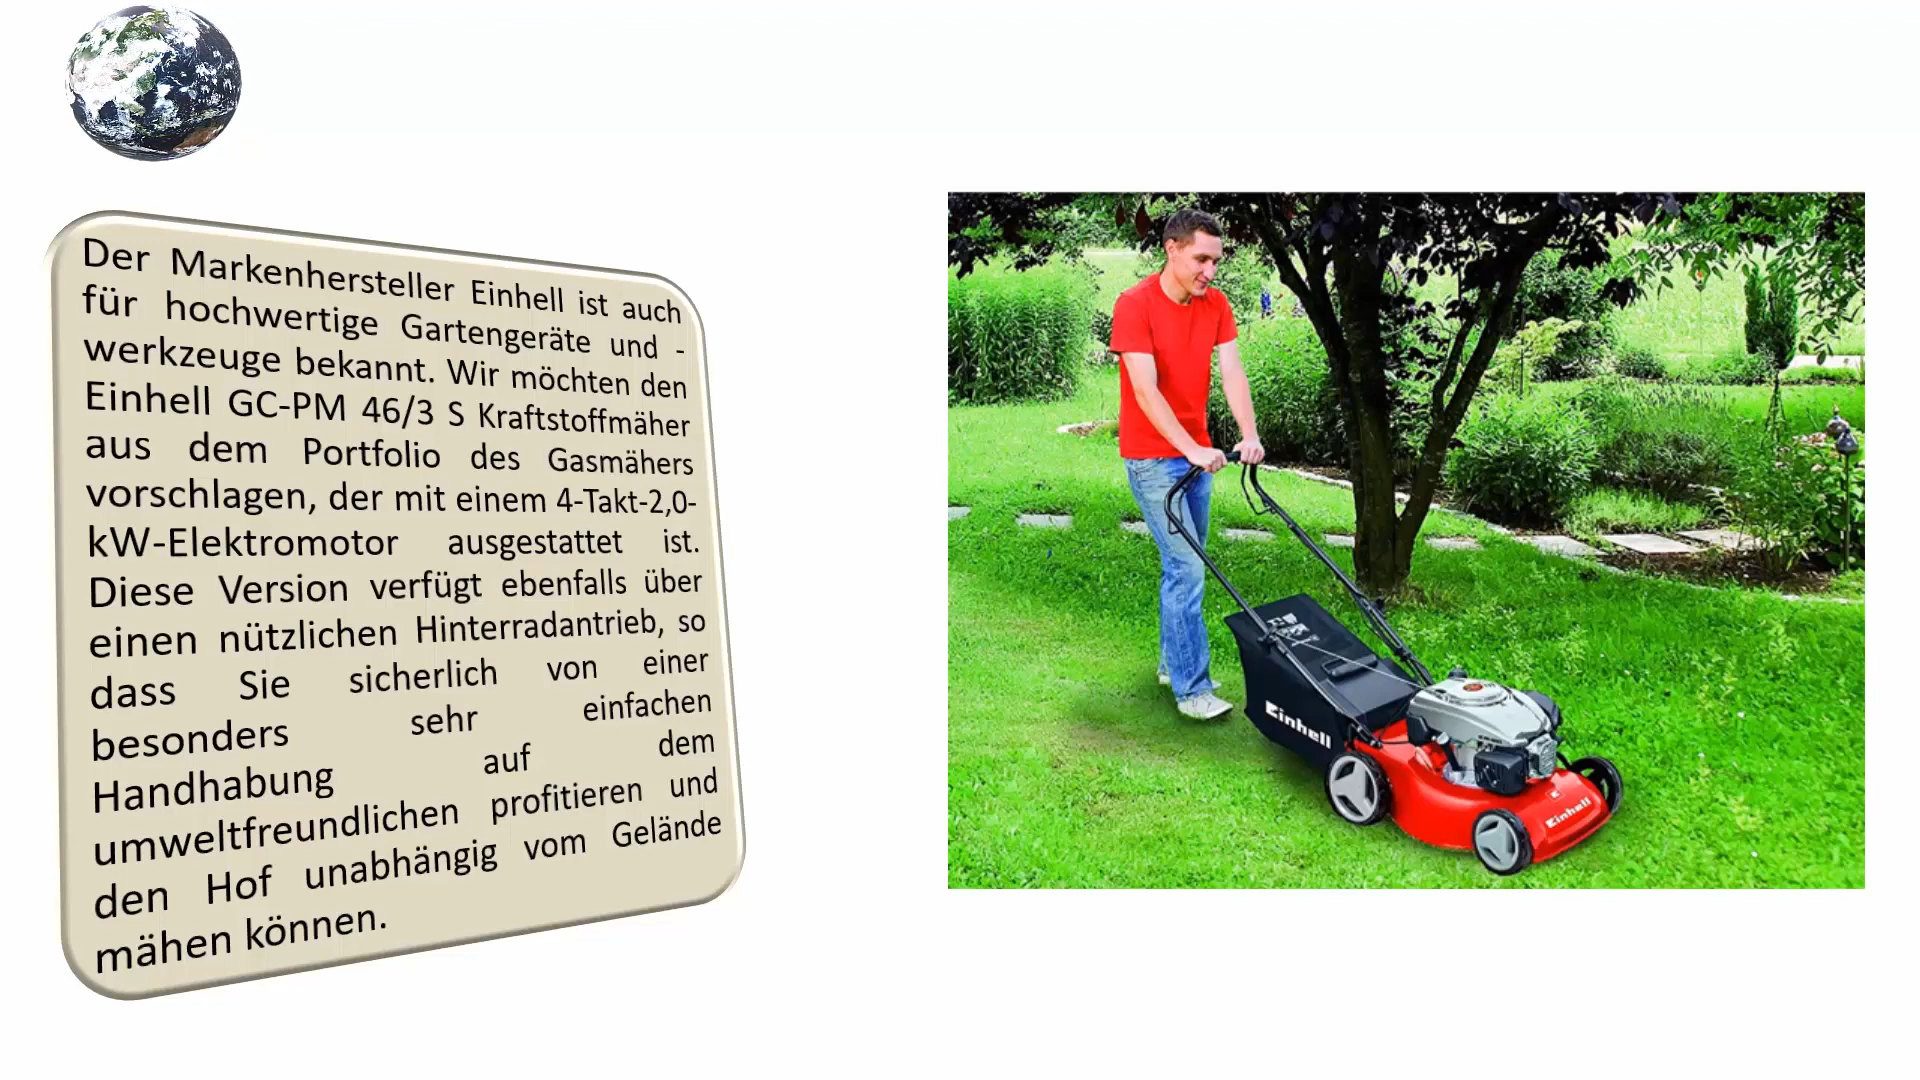 Der Markenhersteller Einhell ist auch
für hochwertige Gartengeräte und -
werkzeuge bekannt. Wir möchten den
Einhell GC-PM 46/3 S Kraftstoffmäher
aus dem Portfolio des Gasmähers
vorschlagen, der mit einem 4-Takt-2,0-
kW-Elektromotor ausgestattet ist.
Diese Version verfügt ebenfalls über
einen nützlichen Hinterradantrieb, so
dass Sie sicherlich von einer
besonders sehr einfachen
Handhabung auf dem
umweltfreundlichen profitieren und
den Hof unabhängig vom Gelände
mähen können.
Einhell
Einhell